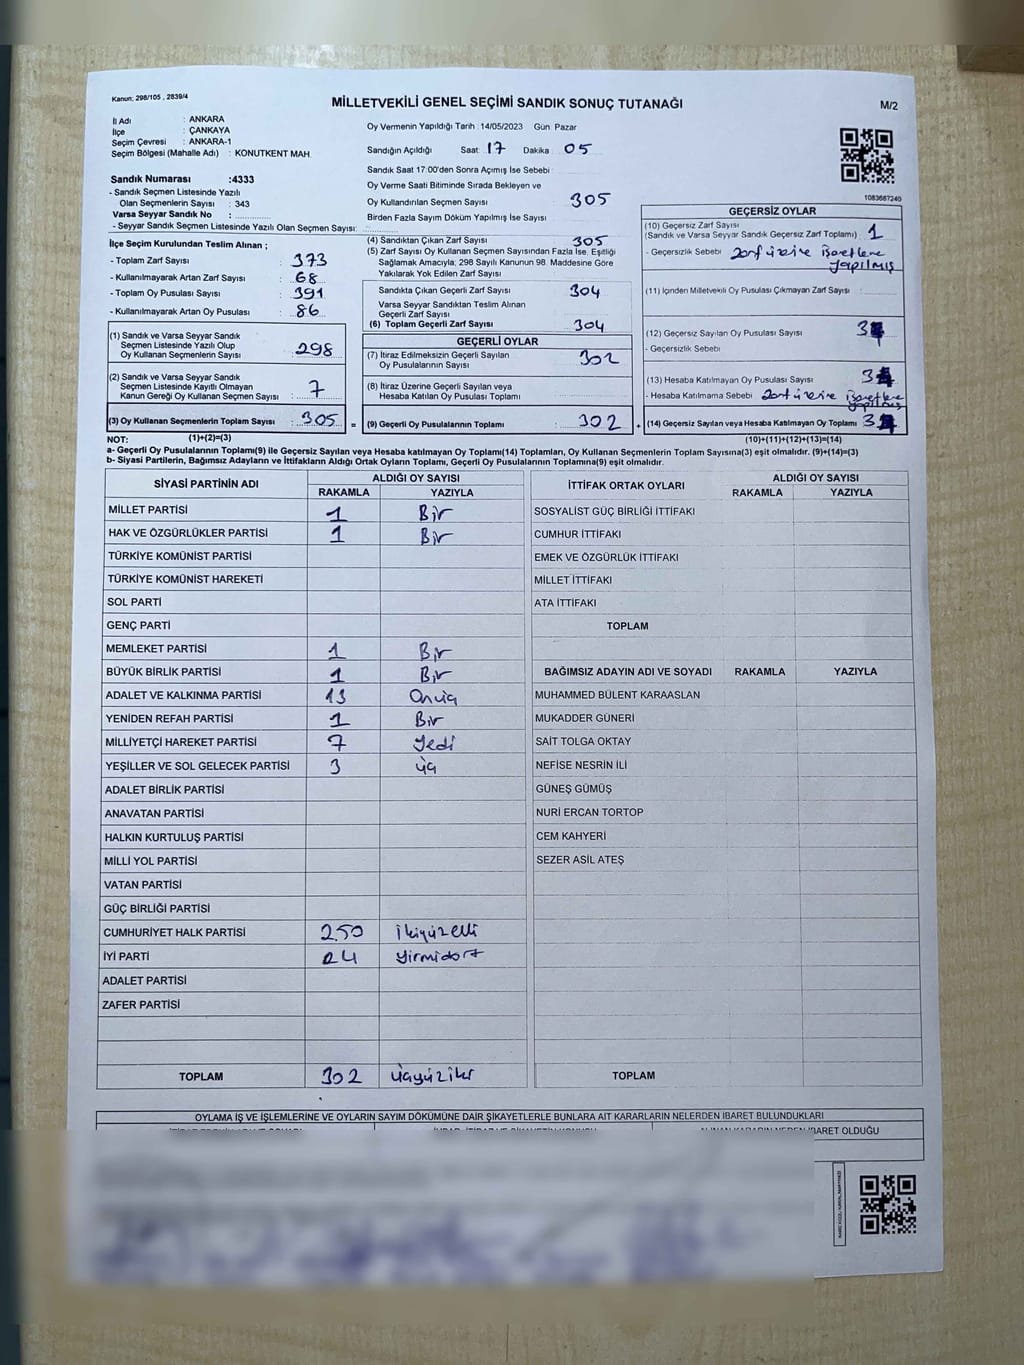 Kanun: 298/105 , 2839/4
MİLLETVEKİLİ GENEL SEÇİMİ SANDIK SONUÇ TUTANAĞI
M/2
İl Adı : ANKARA
İlçe : ÇANKAYA
Seçim Çevresi : ANKARA-1
Seçim Bölgesi (Mahalle Adı) : KONUTKENT MAH.
Sandık Numarası :4333
- Sandık Seçmen Listesinde Yazılı
Olan Seçmenlerin Sayısı : 343
Varsa Seyyar Sandık No :
- Seyyar Sandık Seçmen Listesinde Yazılı Olan Seçmen Sayısı:
Oy Vermenin Yapıldığı Tarih :14/05/2023 Gün: Pazar
Sandığın Açıldığı Saat: 17 Dakika : 05
Sandık Saat 17:00'den Sonra Açılmış İse Sebebi :
Oy Verme Saati Bitiminde Sırada Bekleyen ve
Oy Kullandırılan Seçmen Sayısı 305
Birden Fazla Sayım Döküm Yapılmış İse Sayısı
1083667240
İlçe Seçim Kurulundan Teslim Alınan ;
- Toplam Zarf Sayısı : 373
- Kullanılmayarak Artan Zarf Sayısı : 68
- Toplam Oy Pusulası Sayısı : 391
- Kullanılmayarak Artan Oy Pusulası : 86
(1) Sandık ve Varsa Seyyar Sandık
Seçmen Listesinde Yazılı Olup
Oy Kullanan Seçmenlerin Sayısı : 298
(2) Sandık ve Varsa Seyyar Sandık
Seçmen Listesinde Kayıtlı Olmayan
Kanun Gereği Oy Kullanan Seçmen Sayısı : 7
(3) Oy Kullanan Seçmenlerin Toplam Sayısı : 305
(1)+(2)=(3)
(4) Sandıktan Çıkan Zarf Sayısı 305
(5) Zarf Sayısı Oy Kullanan Seçmen Sayısından Fazla İse, Eşitliği
Sağlamak Amacıyla; 298 Sayılı Kanunun 98. Maddesine Göre
Yakılarak Yok Edilen Zarf Sayısı
Sandıkta Çıkan Geçerli Zarf Sayısı 304
Varsa Seyyar Sandıktan Teslim Alınan
Geçerli Zarf Sayısı
(6) Toplam Geçerli Zarf Sayısı 304
GEÇERLİ OYLAR
(7) İtiraz Edilmeksizin Geçerli Sayılan
Oy Pusulalarının Sayısı : 302
(8) İtiraz Üzerine Geçerli Sayılan veya
Hesaba Katılan Oy Pusulası Toplamı
= (9) Geçerli Oy Pusulalarının Toplamı : 302 +
GEÇERSİZ OYLAR
(10) Geçersiz Zarf Sayısı
(Sandık ve Varsa Seyyar Sandık Geçersiz Zarf Toplamı) : 1
- Geçersizlik Sebebi : Zarf üzerine işaretleme
yapılmış
(11) İçinden Milletvekili Oy Pusulası Çıkmayan Zarf Sayısı :
(12) Geçersiz Sayılan Oy Pusulası Sayısı : 3
- Geçersizlik Sebebi :
(13) Hesaba Katılmayan Oy Pusulası Sayısı : 3
- Hesaba Katılmama Sebebi : Zarf üzerine işaretleme
yapılmış
(14) Geçersiz Sayılan veya Hesaba Katılmayan Oy Toplamı 3
(10)+(11)+(12)+(13)=(14)
NOT:
a- Geçerli Oy Pusulalarının Toplamı(9) ile Geçersiz Sayılan veya Hesaba katılmayan Oy Toplamı(14) Toplamları, Oy Kullanan Seçmenlerin Toplam Sayısına(3) eşit olmalıdır. (9)+(14)=(3)
b- Siyasi Partilerin, Bağımsız Adayların ve İttifakların Aldığı Ortak Oyların Toplamı, Geçerli Oy Pusulalarının Toplamına(9) eşit olmalıdır.
SİYASİ PARTİNİN ADI ALDIĞI OY SAYISI
RAKAMLA YAZIYLA
MİLLET PARTİSİ 1 Bir
HAK VE ÖZGÜRLÜKLER PARTİSİ 1 Bir
TÜRKİYE KOMÜNİST PARTİSİ
TÜRKİYE KOMÜNİST HAREKETİ
SOL PARTİ
GENÇ PARTİ
MEMLEKET PARTİSİ 1 Bir
BÜYÜK BİRLİK PARTİSİ 1 Bir
ADALET VE KALKINMA PARTİSİ 13 Onüç
YENİDEN REFAH PARTİSİ 1 Bir
MİLLİYETÇİ HAREKET PARTİSİ 7 Yedi
YEŞİLLER VE SOL GELECEK PARTİSİ 3 üç
ADALET BİRLİK PARTİSİ
ANAVATAN PARTİSİ
HALKIN KURTULUŞ PARTİSİ
MİLLİ YOL PARTİSİ
VATAN PARTİSİ
GÜÇ BİRLİĞİ PARTİSİ
CUMHURİYET HALK PARTİSİ 250 ikiyüzelli
İYİ PARTİ 24 yirmidört
ADALET PARTİSİ
ZAFER PARTİSİ
TOPLAM 302 üçyüziki
İTTİFAK ORTAK OYLARI ALDIĞI OY SAYISI
RAKAMLA YAZIYLA
SOSYALİST GÜÇ BİRLİĞİ İTTİFAKI
CUMHUR İTTİFAKI
EMEK VE ÖZGÜRLÜK İTTİFAKI
MİLLET İTTİFAKI
ATA İTTİFAKI
TOPLAM
BAĞIMSIZ ADAYIN ADI VE SOYADI RAKAMLA YAZIYLA
MUHAMMED BÜLENT KARAASLAN
MUKADDER GÜNERİ
SAİT TOLGA OKTAY
NEFİSE NESRİN İLİ
GÜNEŞ GÜMÜŞ
NURİ ERCAN TORTOP
CEM KAHYERİ
SEZER ASİL ATEŞ
TOPLAM
OYLAMA İŞ VE İŞLEMLERİNE VE OYLARIN SAYIM DÖKÜMÜNE DAİR ŞİKAYETLERLE BUNLARA AİT KARARLARIN NELERDEN İBARET BULUNDUKLARI
OLDUĞU